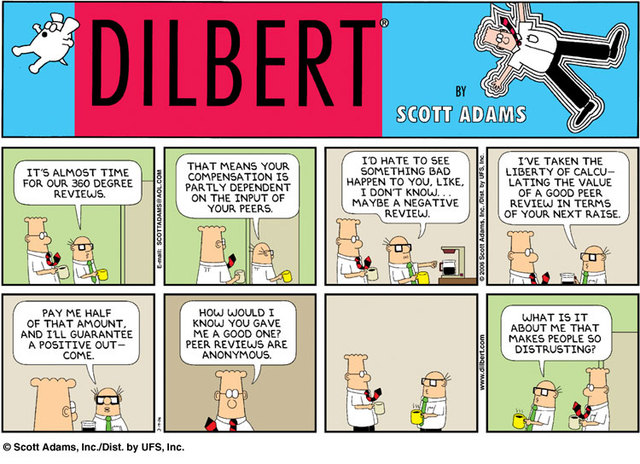 DILBERT®
BY
SCOTT ADAMS
IT'S ALMOST TIME
FOR OUR 360 DEGREE
REVIEWS.
E-mail: SCOTTADAMS@AOL.COM
THAT MEANS YOUR
COMPENSATION IS
PARTLY DEPENDENT
ON THE INPUT OF
YOUR PEERS.
I'D HATE TO SEE
SOMETHING BAD
HAPPEN TO YOU, LIKE,
I DON'T KNOW...
MAYBE A NEGATIVE
REVIEW.
© 2006 Scott Adams, Inc./Dist. by UFS, Inc.
I'VE TAKEN THE
LIBERTY OF CALCU-
LATING THE VALUE
OF A GOOD PEER
REVIEW IN TERMS
OF YOUR NEXT RAISE.
PAY ME HALF
OF THAT AMOUNT,
AND I'LL GUARANTEE
A POSITIVE OUT-
COME.
HOW WOULD I
KNOW YOU GAVE
ME A GOOD ONE?
PEER REVIEWS ARE
ANONYMOUS.
www.dilbert.com
WHAT IS IT
ABOUT ME THAT
MAKES PEOPLE SO
DISTRUSTING?
© Scott Adams, Inc./Dist. by UFS, Inc.